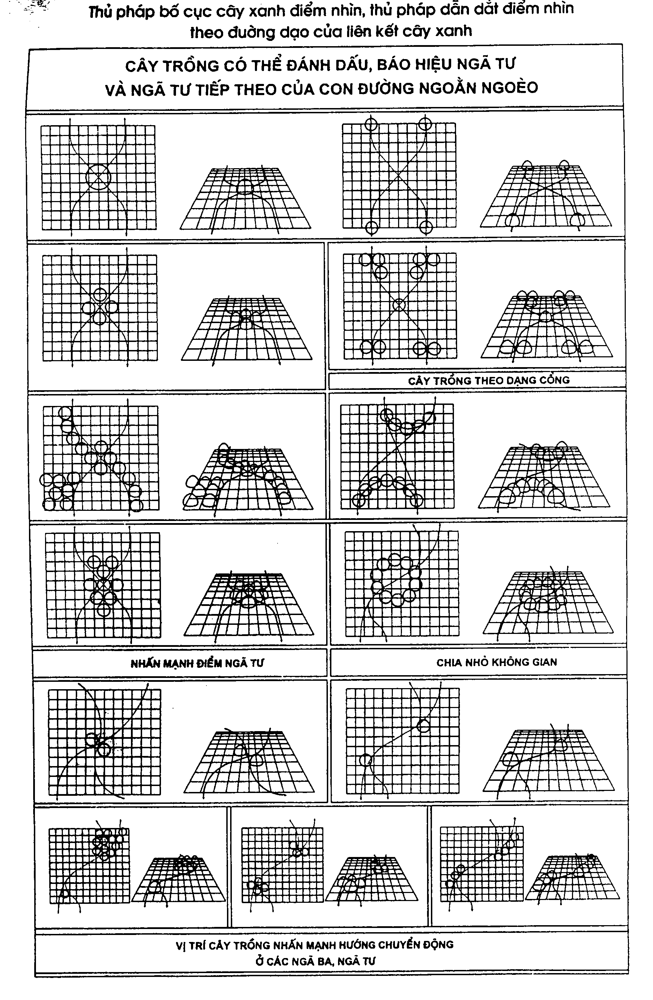 Thủ pháp bố cục cây xanh điểm nhìn, thủ pháp dẫn dắt điểm nhìn
theo đuờng dạo của liên kết cây xanh
CÂY TRỒNG CÓ THỂ ĐÁNH DẤU, BÁO HIỆU NGÃ TƯ
VÀ NGÃ TƯ TIẾP THEO CỦA CON ĐƯỜNG NGOẰN NGOÈO
CÂY TRỒNG THEO DẠNG CỔNG
NHẤN MẠNH ĐIỂM NGÃ TƯ
CHIA NHỎ KHÔNG GIAN
VỊ TRÍ CÂY TRỒNG NHẤN MẠNH HƯỚNG CHUYỂN ĐỘNG
Ở CÁC NGÃ BA, NGÃ TƯ